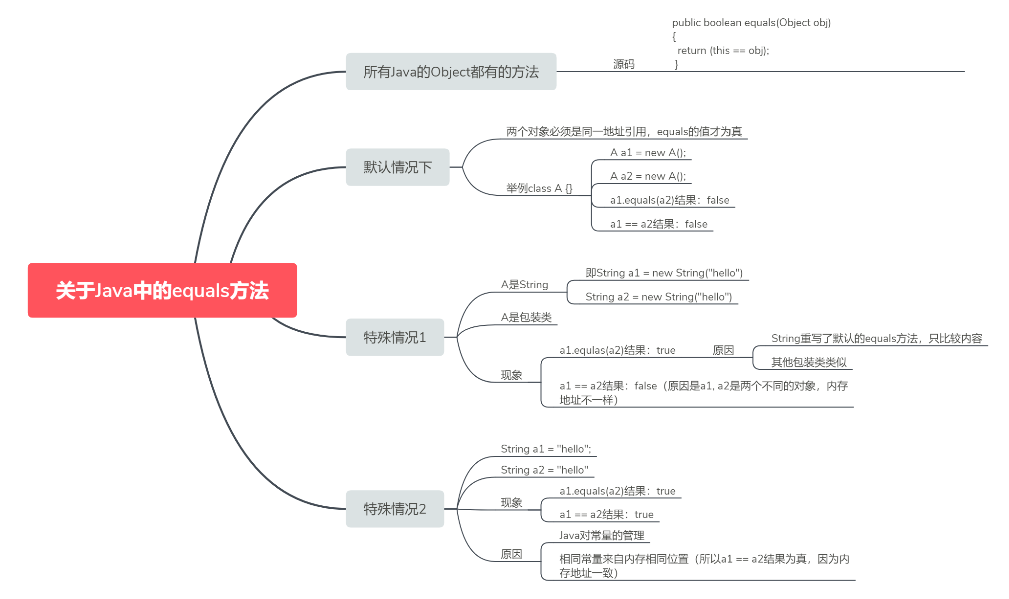 关于Java中的equals方法
所有Java的Object都有的方法
源码
public boolean equals(Object obj)
{
return (this == obj);
}
默认情况下
两个对象必须是同一地址引用，equals的值才为真
举例class A {}
A a1 = new A();
A a2 = new A();
a1.equals(a2)结果：false
a1 == a2结果：false
特殊情况1
A是String
即String a1 = new String("hello")
String a2 = new String("hello")
A是包装类
现象
a1.equlas(a2)结果：true
原因
String重写了默认的equals方法，只比较内容
其他包装类类似
a1 == a2结果：false（原因是a1, a2是两个不同的对象，内存
地址不一样）
特殊情况2
String a1 = "hello";
String a2 = "hello"
现象
a1.equals(a2)结果：true
a1 == a2结果：true
原因
Java对常量的管理
相同常量来自内存相同位置（所以a1 == a2结果为真，因为内
存地址一致）